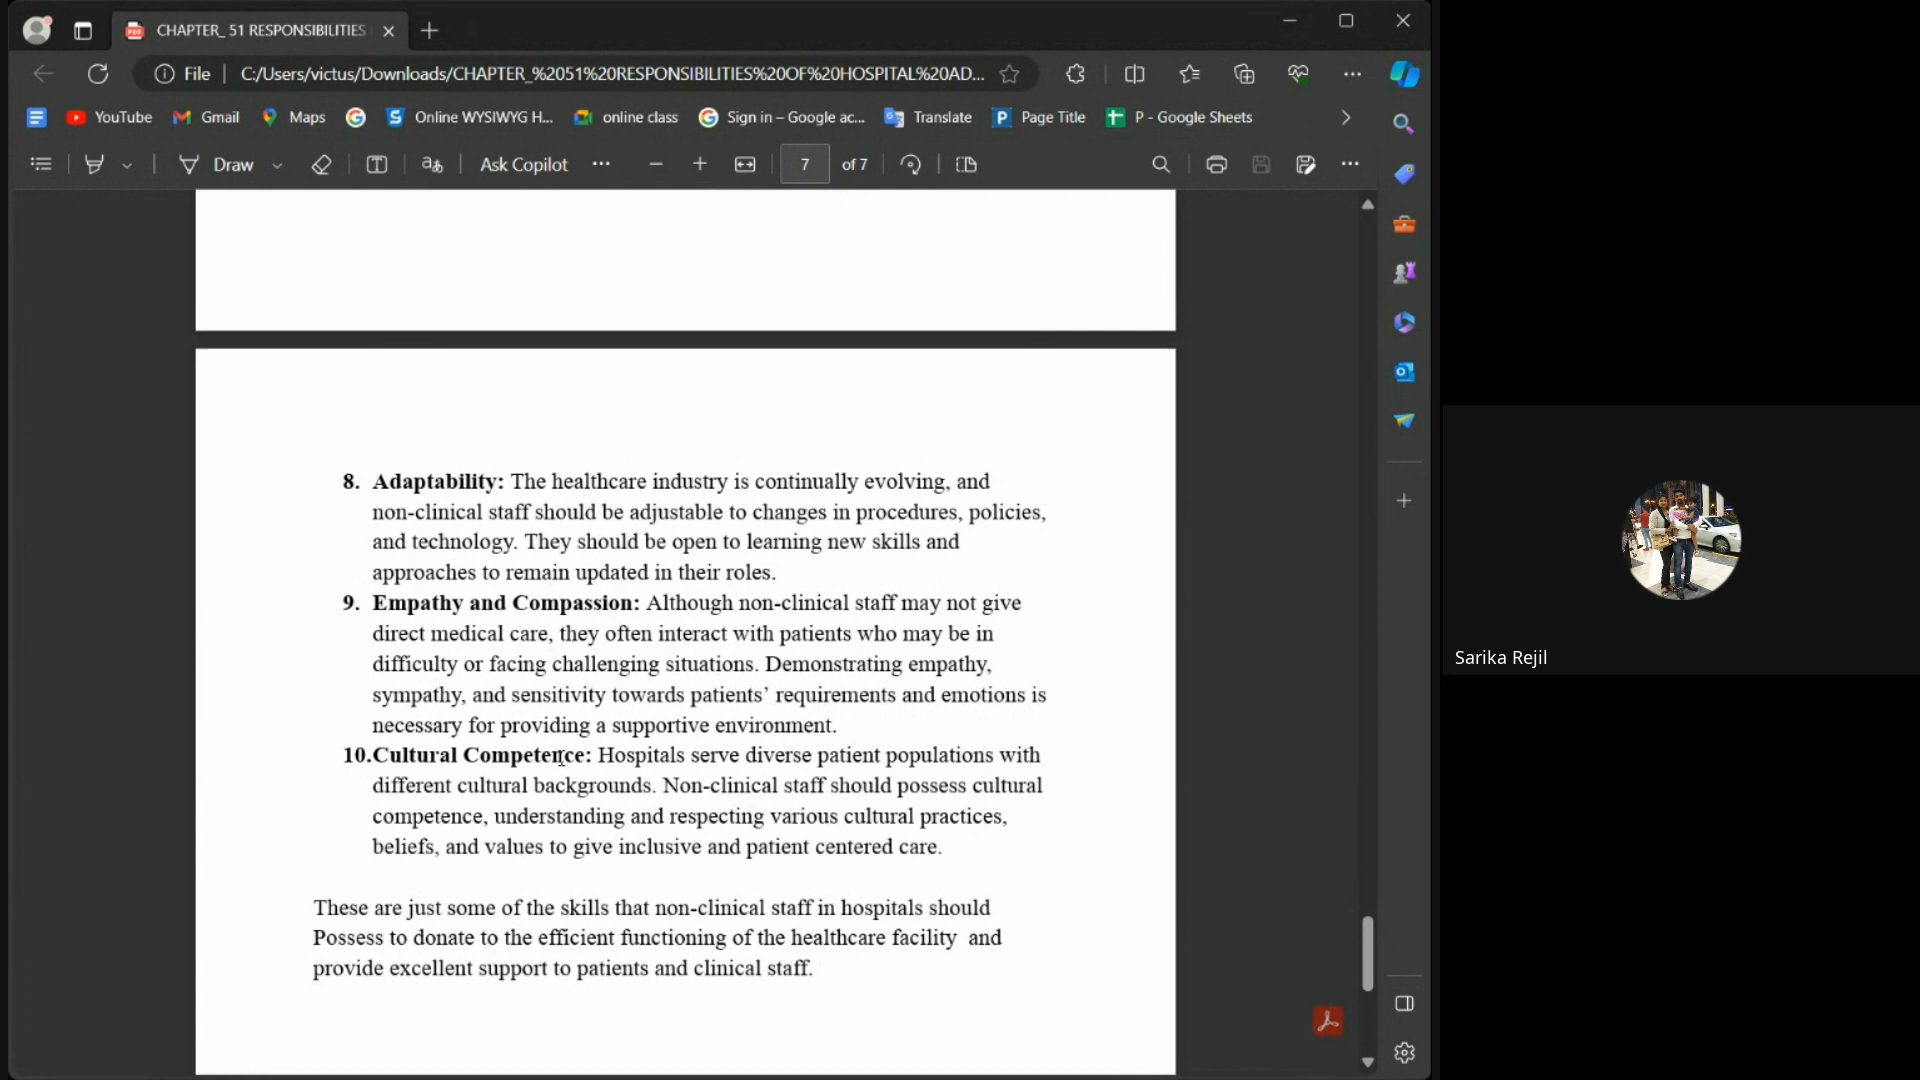 CHAPTER_ 51 RESPONSIBILITIES
File
C:/Users/victus/Downloads/CHAPTER_%2051%20RESPONSIBILITIES%20OF%20HOSPITAL%20AD...
YouTube Gmail Maps Online WYSIWYG H... online class Sign in – Google ac... Translate Page Title P - Google Sheets
Draw Ask Copilot 7 of 7
8. Adaptability: The healthcare industry is continually evolving, and
non-clinical staff should be adjustable to changes in procedures, policies,
and technology. They should be open to learning new skills and
approaches to remain updated in their roles.
9. Empathy and Compassion: Although non-clinical staff may not give
direct medical care, they often interact with patients who may be in
difficulty or facing challenging situations. Demonstrating empathy,
sympathy, and sensitivity towards patients’ requirements and emotions is
necessary for providing a supportive environment.
10.Cultural Competence: Hospitals serve diverse patient populations with
different cultural backgrounds. Non-clinical staff should possess cultural
competence, understanding and respecting various cultural practices,
beliefs, and values to give inclusive and patient centered care.
These are just some of the skills that non-clinical staff in hospitals should
Possess to donate to the efficient functioning of the healthcare facility and
provide excellent support to patients and clinical staff.
Sarika Rejil